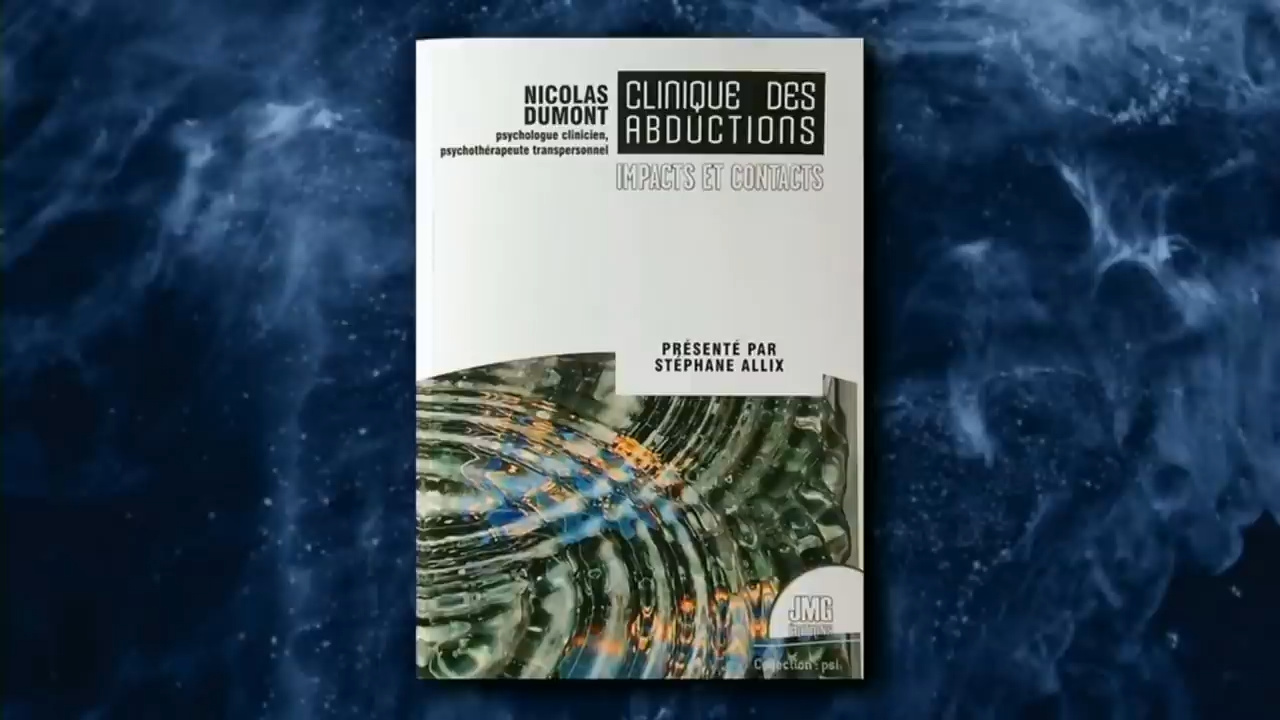 NICOLAS
DUMONT
psychologue clinicien,
psychothérapeute transpersonnel
CLINIQUE DES
ABDUCTIONS
IMPACTS ET CONTACTS
PRÉSENTÉ PAR
STÉPHANE ALLIX
JMG
ÉDITIONS
Collection : psi.